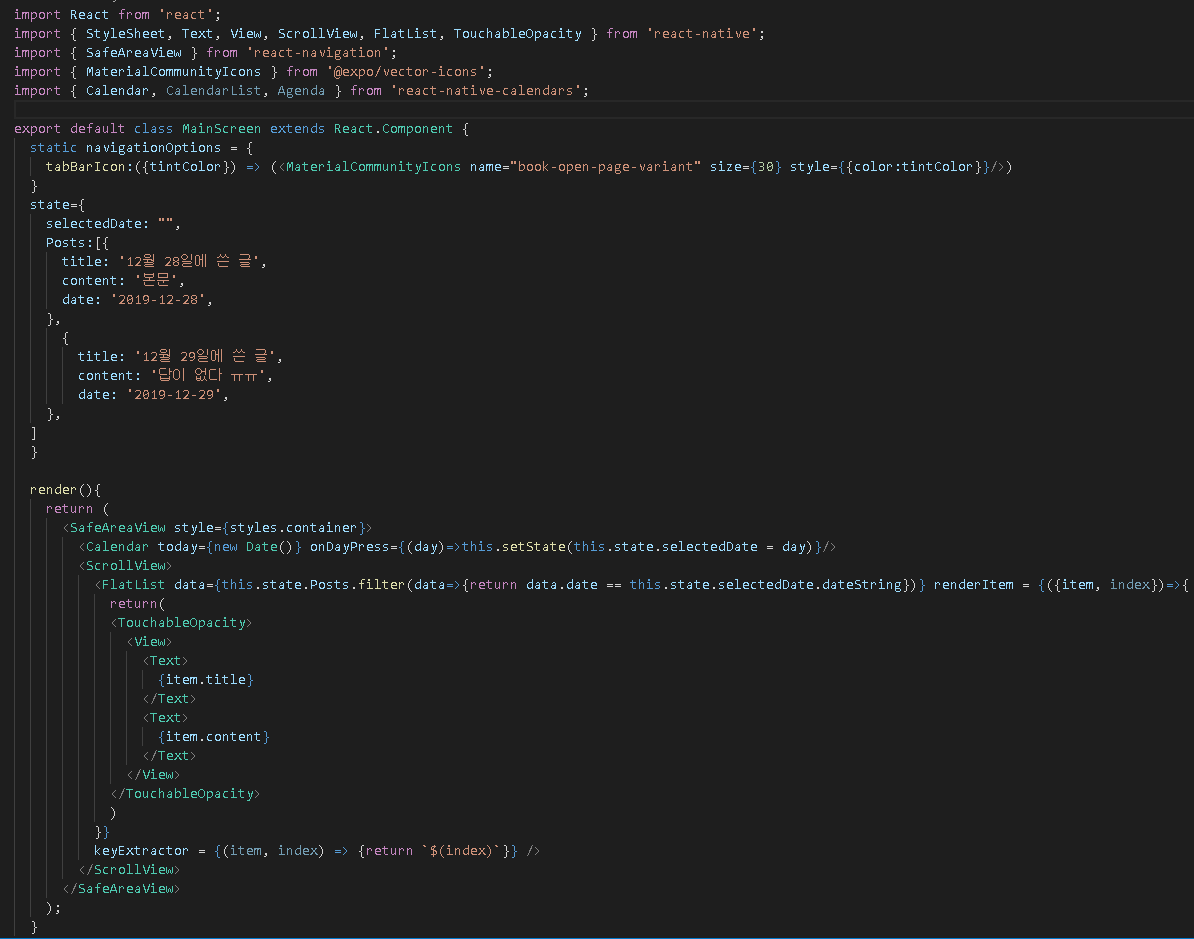 import React from 'react';
import { StyleSheet, Text, View, ScrollView, FlatList, TouchableOpacity } from 'react-native';
import { SafeAreaView } from 'react-navigation';
import { MaterialCommunityIcons } from '@expo/vector-icons';
import { Calendar, CalendarList, Agenda } from 'react-native-calendars';

export default class MainScreen extends React.Component {
  static navigationOptions = {
    tabBarIcon:({tintColor}) => (<MaterialCommunityIcons name="book-open-page-variant" size={30} style={{color:tintColor}}/>)
  }
  state={
    selectedDate: "",
    Posts:[{
      title: '12월 28일에 쓴 글',
      content: '본문',
      date: '2019-12-28',
    },
      {
        title: '12월 29일에 쓴 글',
        content: '답이 없다 ㅠㅠ',
        date: '2019-12-29',
    },
  ]
  }

  render(){
    return (
      <SafeAreaView style={styles.container}>
        <Calendar today={new Date()} onDayPress={(day)=>this.setState(this.state.selectedDate = day)}/>
        <ScrollView>
          <FlatList data={this.state.Posts.filter(data=>{return data.date == this.state.selectedDate.dateString})} renderItem = {({item, index})=>{
            return(
            <TouchableOpacity>
              <View>
                <Text>
                  {item.title}
                </Text>
                <Text>
                  {item.content}
                </Text>
              </View>
            </TouchableOpacity>
            )
          }}
          keyExtractor = {(item, index) => {return `$(index)`}} />
        </ScrollView>
      </SafeAreaView>
    );
  }